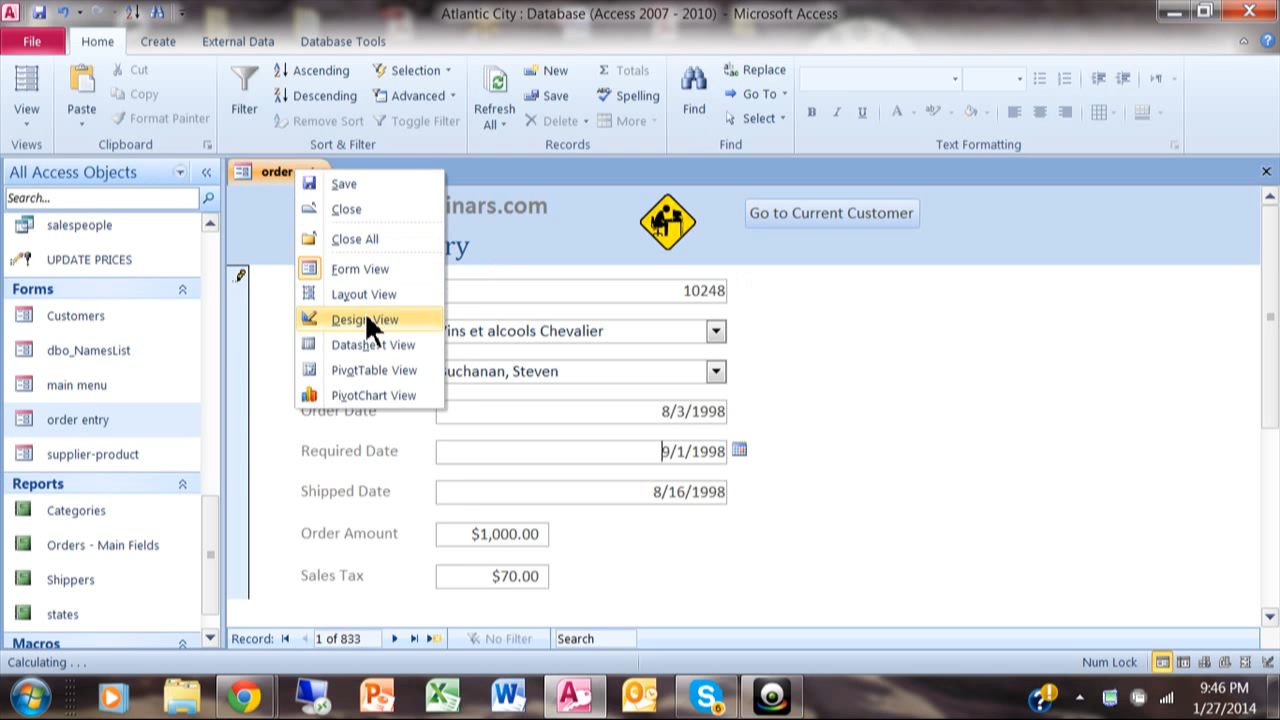 Atlantic City : Database (Access 2007 - 2010) - Microsoft Access
File
Home
Create
External Data
Database Tools
View
Views
Paste
Cut
Copy
Format Painter
Clipboard
Filter
Ascending
Descending
Remove Sort
Selection
Advanced
Toggle Filter
Sort & Filter
Refresh
All
New
Save
Delete
Totals
Spelling
More
Records
Find
Replace
Go To
Select
Find
B I U
Text Formatting
All Access Objects
Search...
salespeople
UPDATE PRICES
Forms
Customers
dbo_NamesList
main menu
order entry
supplier-product
Reports
Categories
Orders - Main Fields
Shippers
states
Macros
order
Save
Close
Close All
Form View
Layout View
Design View
Datasheet View
PivotTable View
PivotChart View
inars.com
ry
Go to Current Customer
10248
ins et alcools Chevalier
uchanan, Steven
Order Date 8/3/1998
Required Date 9/1/1998
Shipped Date 8/16/1998
Order Amount $1,000.00
Sales Tax $70.00
Record: 1 of 833 No Filter Search
Calculating . . .
Num Lock
9:46 PM
1/27/2014